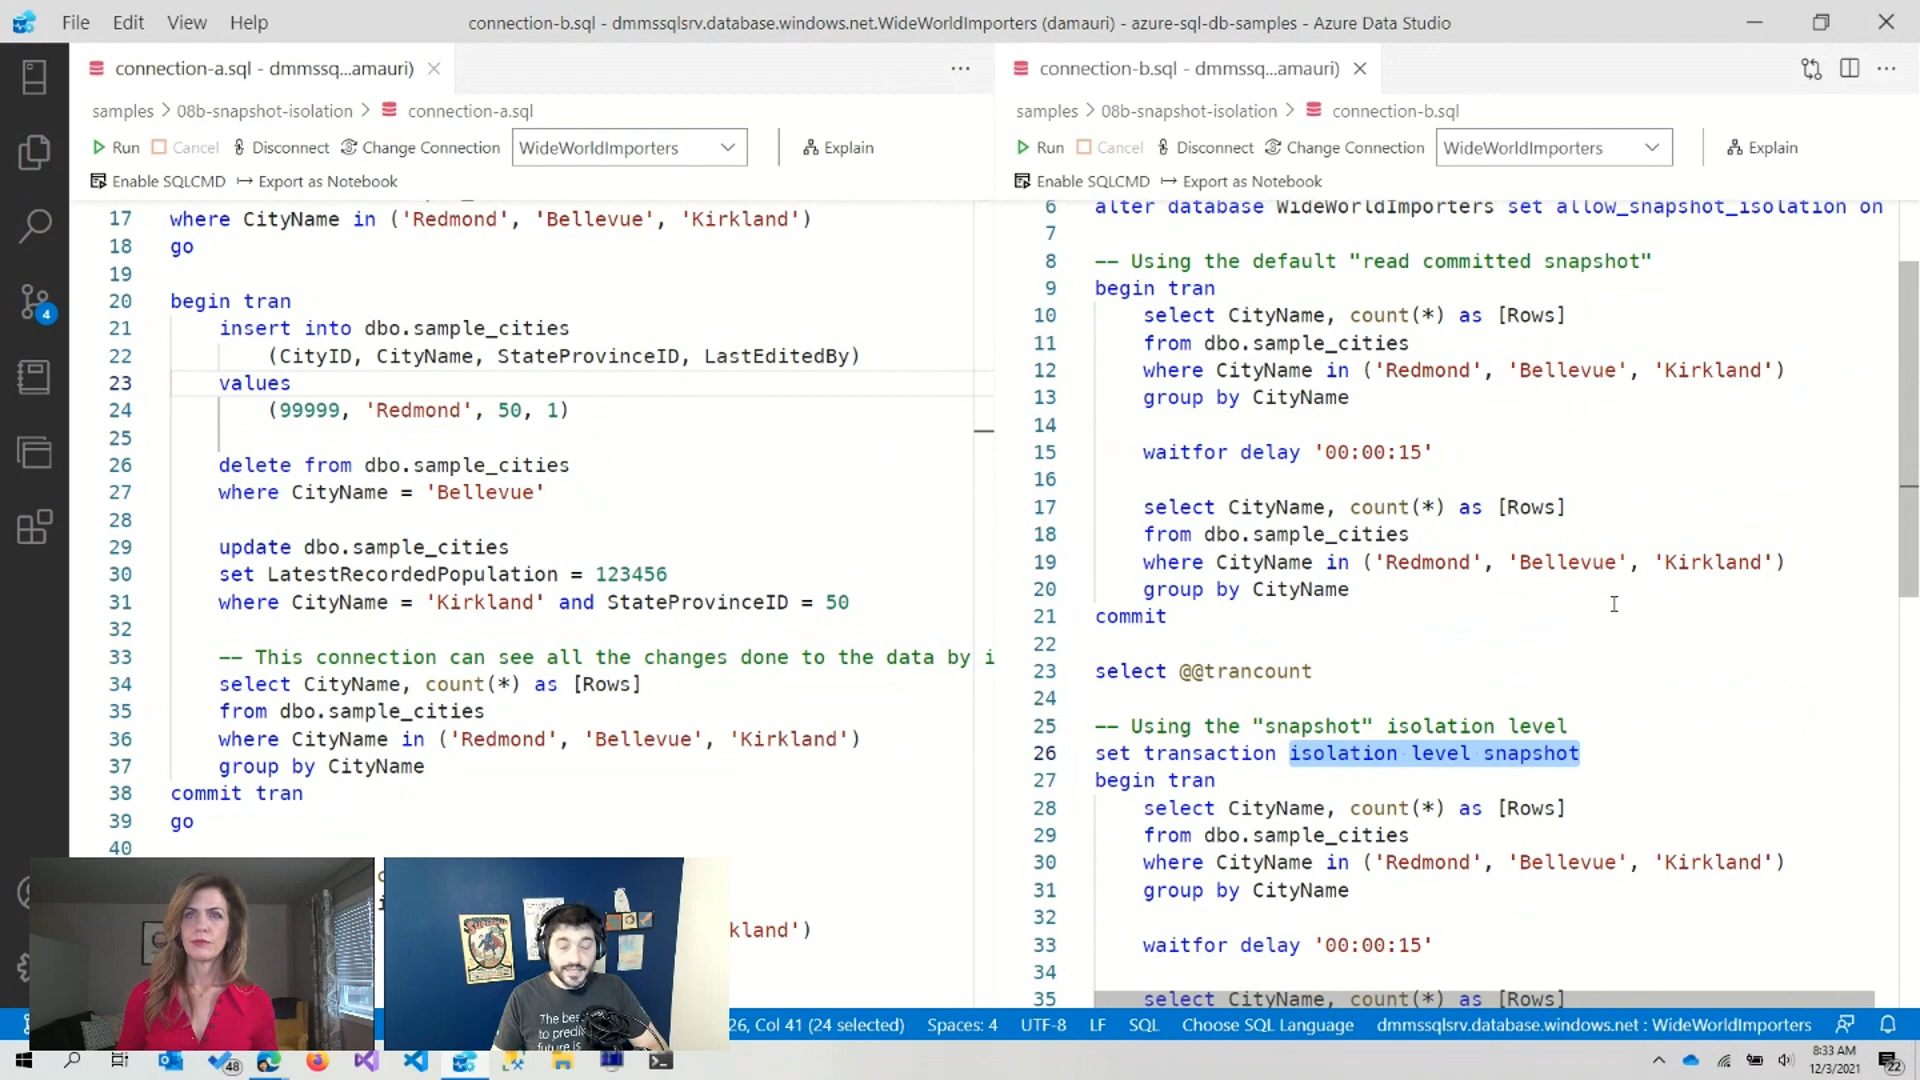 File Edit View Help
connection-b.sql - dmmssqlsrv.database.windows.net.WideWorldImporters (damauri) - azure-sql-db-samples - Azure Data Studio
connection-a.sql - dmmssq...amauri)
samples > 08b-snapshot-isolation > connection-a.sql
Run Cancel Disconnect Change Connection WideWorldImporters Explain
Enable SQLCMD Export as Notebook
17 where CityName in ('Redmond', 'Bellevue', 'Kirkland')
18 go
19
20 begin tran
21 insert into dbo.sample_cities
22 (CityID, CityName, StateProvinceID, LastEditedBy)
23 values
24 (99999, 'Redmond', 50, 1)
25
26 delete from dbo.sample_cities
27 where CityName = 'Bellevue'
28
29 update dbo.sample_cities
30 set LatestRecordedPopulation = 123456
31 where CityName = 'Kirkland' and StateProvinceID = 50
32
33 -- This connection can see all the changes done to the data by i
34 select CityName, count(*) as [Rows]
35 from dbo.sample_cities
36 where CityName in ('Redmond', 'Bellevue', 'Kirkland')
37 group by CityName
38 commit tran
39 go
40
kland')
connection-b.sql - dmmssq...amauri)
samples > 08b-snapshot-isolation > connection-b.sql
Run Cancel Disconnect Change Connection WideWorldImporters Explain
Enable SQLCMD Export as Notebook
6 alter database WideWorldImporters set allow_snapshot_isolation on
7
8 -- Using the default "read committed snapshot"
9 begin tran
10 select CityName, count(*) as [Rows]
11 from dbo.sample_cities
12 where CityName in ('Redmond', 'Bellevue', 'Kirkland')
13 group by CityName
14
15 waitfor delay '00:00:15'
16
17 select CityName, count(*) as [Rows]
18 from dbo.sample_cities
19 where CityName in ('Redmond', 'Bellevue', 'Kirkland')
20 group by CityName
21 commit
22
23 select @@trancount
24
25 -- Using the "snapshot" isolation level
26 set transaction isolation level snapshot
27 begin tran
28 select CityName, count(*) as [Rows]
29 from dbo.sample_cities
30 where CityName in ('Redmond', 'Bellevue', 'Kirkland')
31 group by CityName
32
33 waitfor delay '00:00:15'
34
35 select CityName, count(*) as [Rows]
4
The bes
to predic
future is
26, Col 41 (24 selected) Spaces: 4 UTF-8 LF SQL Choose SQL Language dmmssqlsrv.database.windows.net : WideWorldImporters
48
8:33 AM
12/3/2021
22